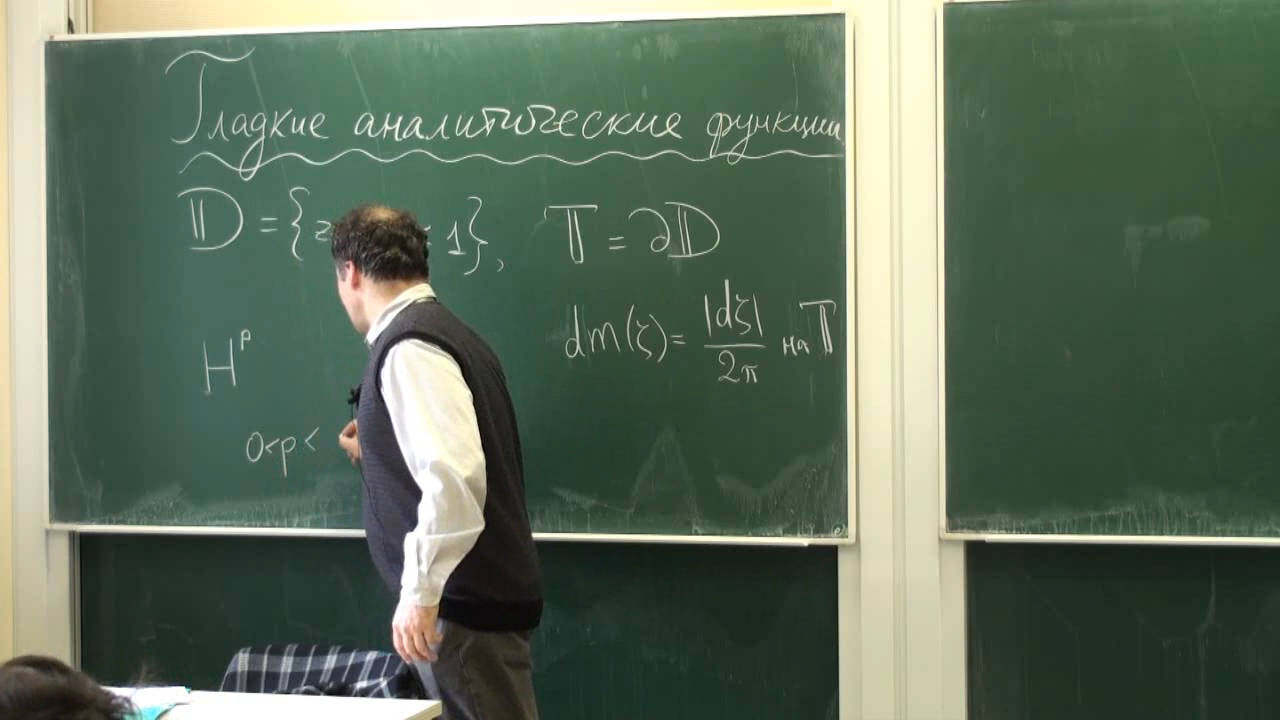 Гладкие аналитические функции
𝔻 = {z 1}, 𝕋 = ∂𝔻
dm(ζ) = |dζ| / 2π на 𝕋
H^p
0<p<